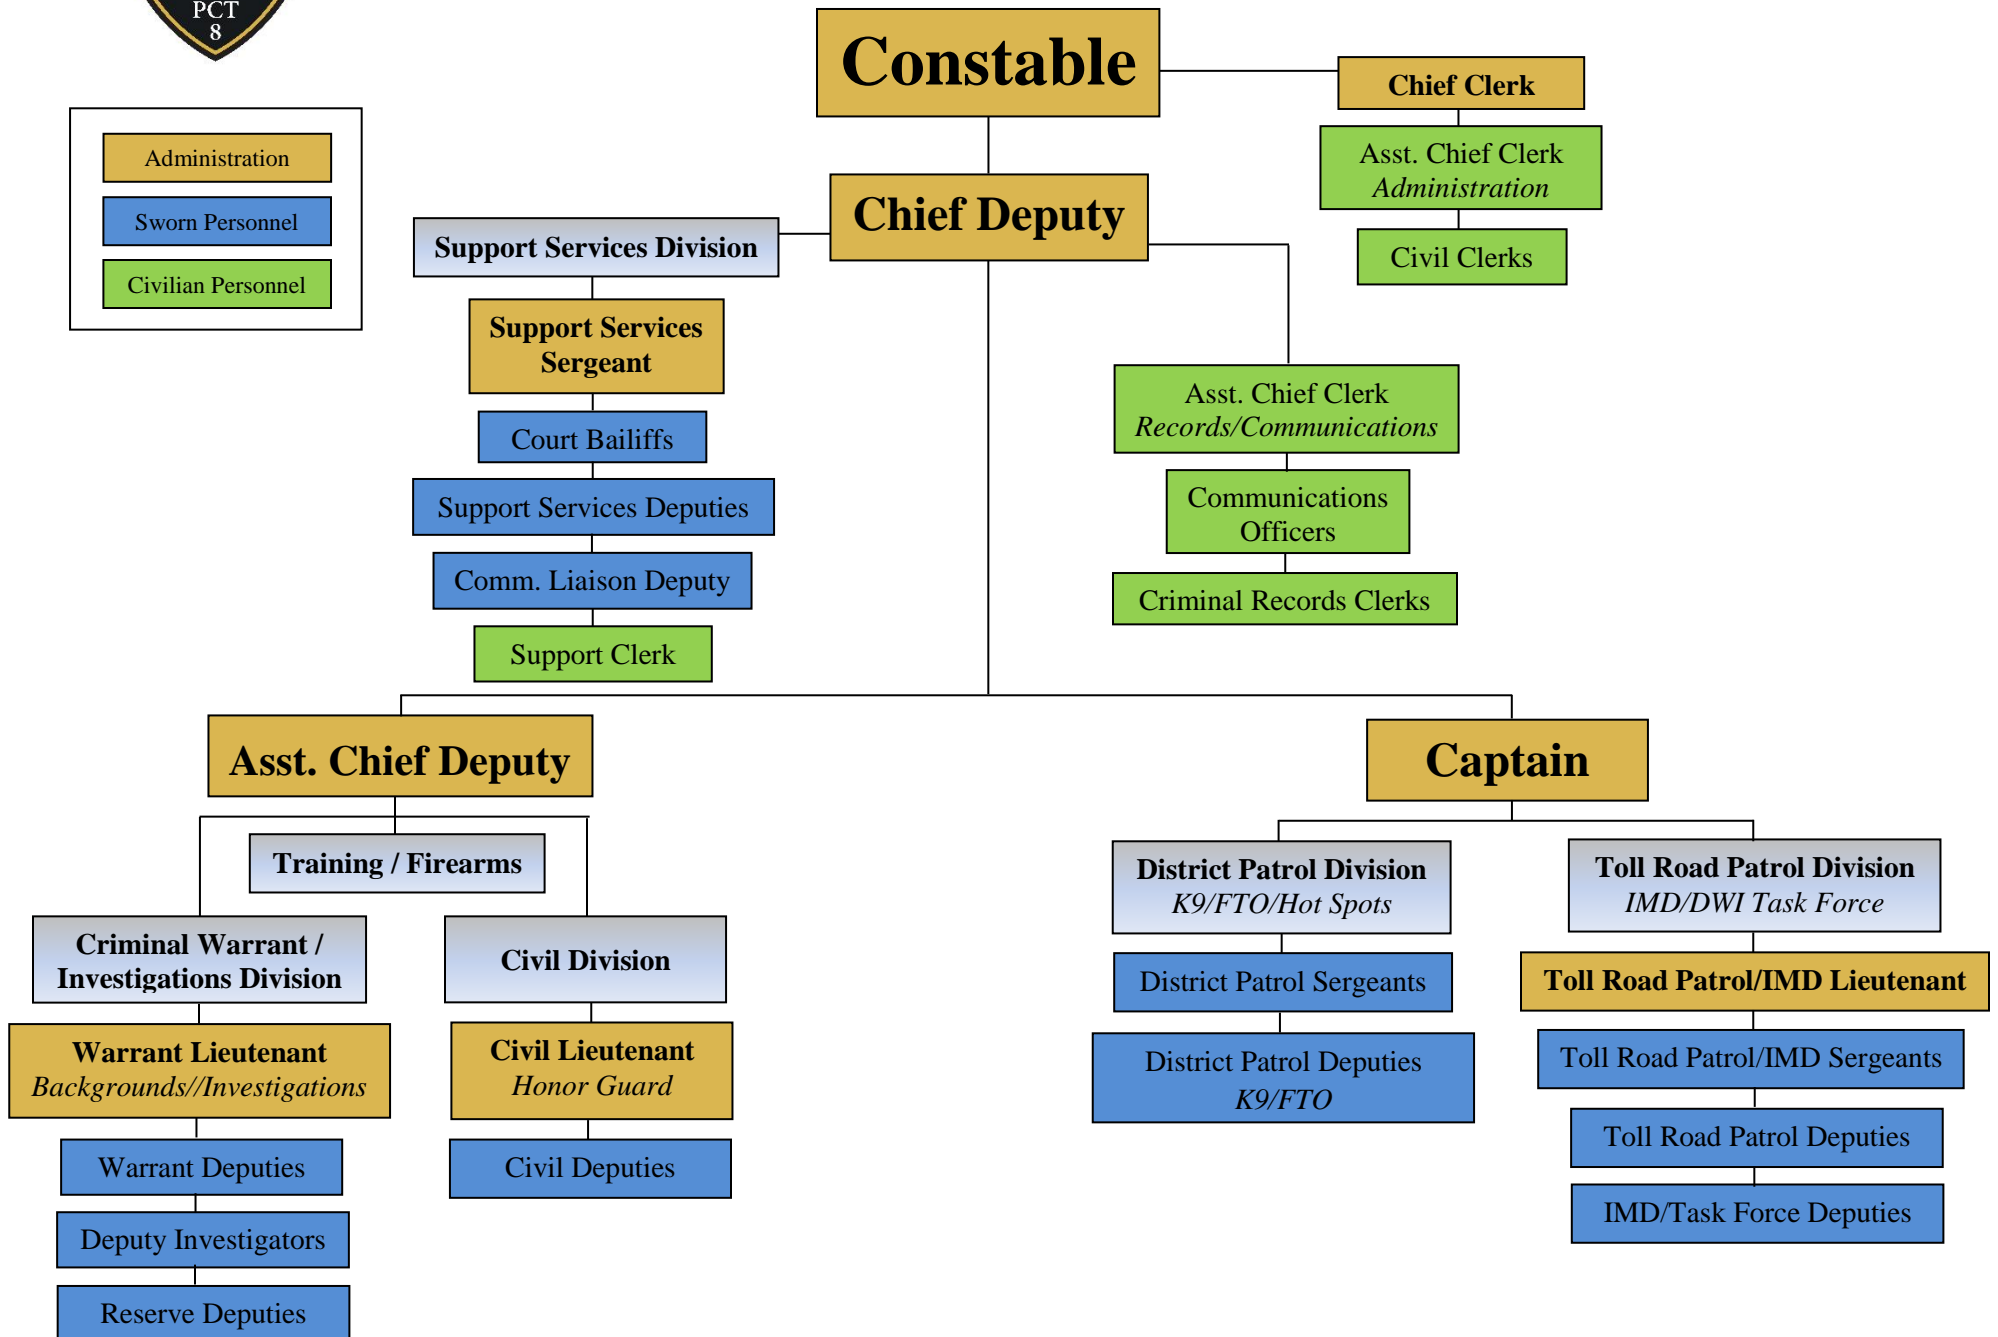 PCT
8
Constable
Chief Clerk
Administration
Sworn Personnel
Civilian Personnel
Asst. Chief Clerk
Administration
Civil Clerks
Chief Deputy
Support Services Division
Support Services
Sergeant
Court Bailiffs
Support Services Deputies
Comm. Liaison Deputy
Support Clerk
Asst. Chief Clerk
Records/Communications
Communications
Officers
Criminal Records Clerks
Asst. Chief Deputy
Training / Firearms
Criminal Warrant /
Investigations Division
Warrant Lieutenant
Backgrounds//Investigations
Warrant Deputies
Deputy Investigators
Reserve Deputies
Civil Division
Civil Lieutenant
Honor Guard
Civil Deputies
Captain
District Patrol Division
K9/FTO/Hot Spots
District Patrol Sergeants
District Patrol Deputies
K9/FTO
Toll Road Patrol Division
IMD/DWI Task Force
Toll Road Patrol/IMD Lieutenant
Toll Road Patrol/IMD Sergeants
Toll Road Patrol Deputies
IMD/Task Force Deputies